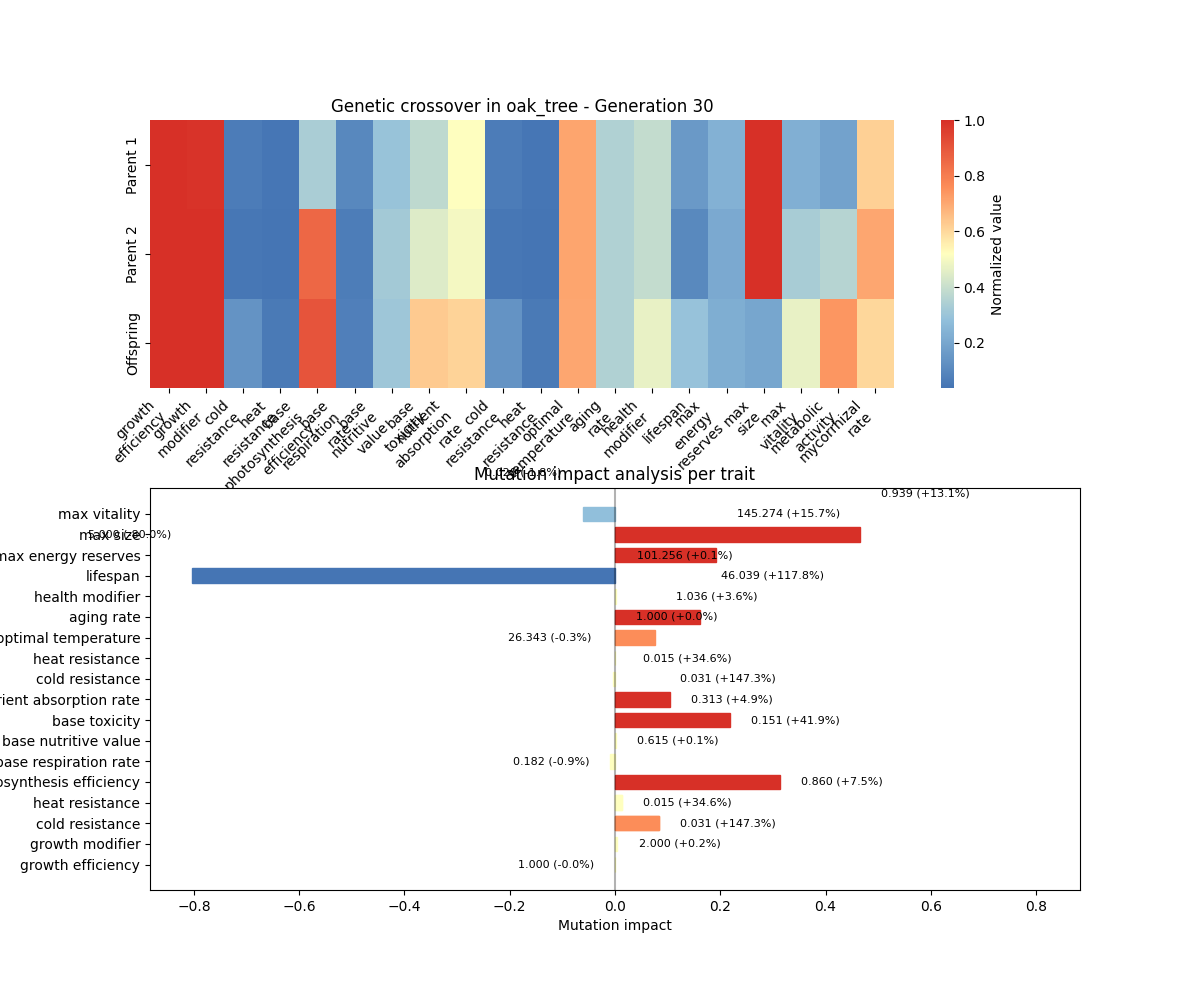 Genetic crossover in oak_tree - Generation 30
Parent 1
Parent 2
Offspring
1.0
0.8
0.6
0.4
0.2
Normalized value
growth
efficiency
growth
modifier
cold
resistance
heat
resistance
base
photosynthesis
efficiency
base
respiration
rate
base
nutritive
value
base
toxicity
absorption
rate
cold
resistance
heat
resistance
optimal
temperature
aging
rate
health
modifier
lifespan
max
energy
reserves
max
size
max
vitality
metabolic
activity
mycorrhizal
rate
Mutation impact analysis per trait
0.939 (+13.1%)
max vitality
145.274 (+15.7%)
max size
max energy reserves
101.256 (+0.1%)
lifespan
46.039 (+117.8%)
health modifier
1.036 (+3.6%)
aging rate
1.000 (+0.0%)
optimal temperature
26.343 (-0.3%)
heat resistance
0.015 (+34.6%)
cold resistance
0.031 (+147.3%)
rient absorption rate
0.313 (+4.9%)
base toxicity
0.151 (+41.9%)
base nutritive value
0.615 (+0.1%)
base respiration rate
0.182 (-0.9%)
osynthesis efficiency
0.860 (+7.5%)
heat resistance
0.015 (+34.6%)
cold resistance
0.031 (+147.3%)
growth modifier
2.000 (+0.2%)
growth efficiency
1.000 (-0.0%)
−0.8 −0.6 −0.4 −0.2 0.0 0.2 0.4 0.6 0.8
Mutation impact